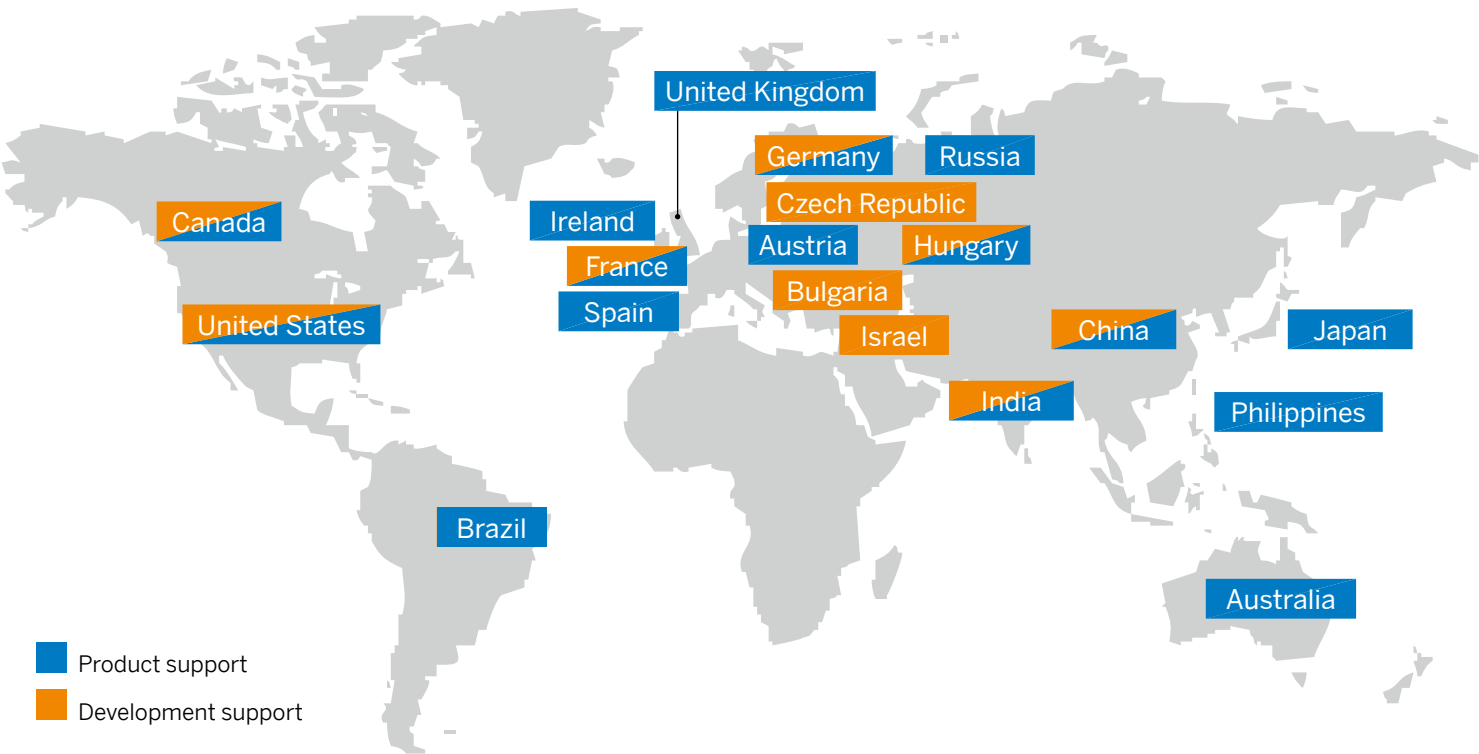 United Kingdom
Germany
Russia
Czech Republic
Canada
Ireland
Austria
Hungary
France
Bulgaria
Spain
United States
Israel
China
Japan
India
Philippines
Brazil
Australia
Product support
Development support